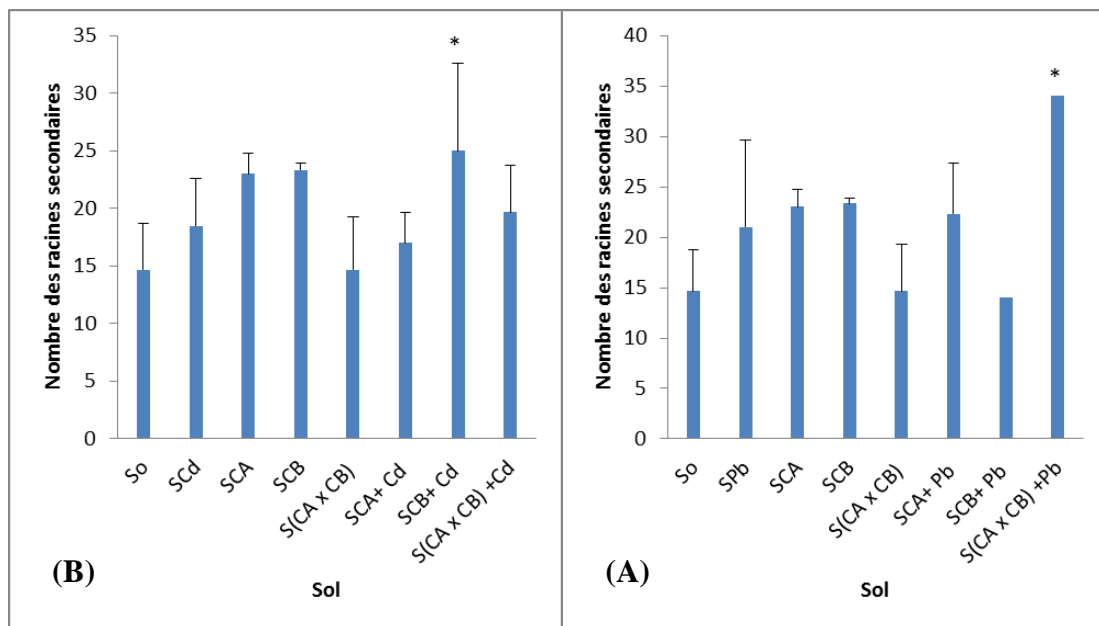 Nombre des racines secondaires
35
30
25
20
15
10
5
0
*
So
SCd
SCA
SCB
S(CA x CB)
SCA+ Cd
SCB+ Cd
S(CA x CB) +Cd
(B)
Sol
Nombre des racines secondaires
40
35
30
25
20
15
10
5
0
*
So
SPb
SCA
SCB
S(CA x CB)
SCA+ Pb
SCB+ Pb
S(CA x CB) +Pb
(A)
Sol